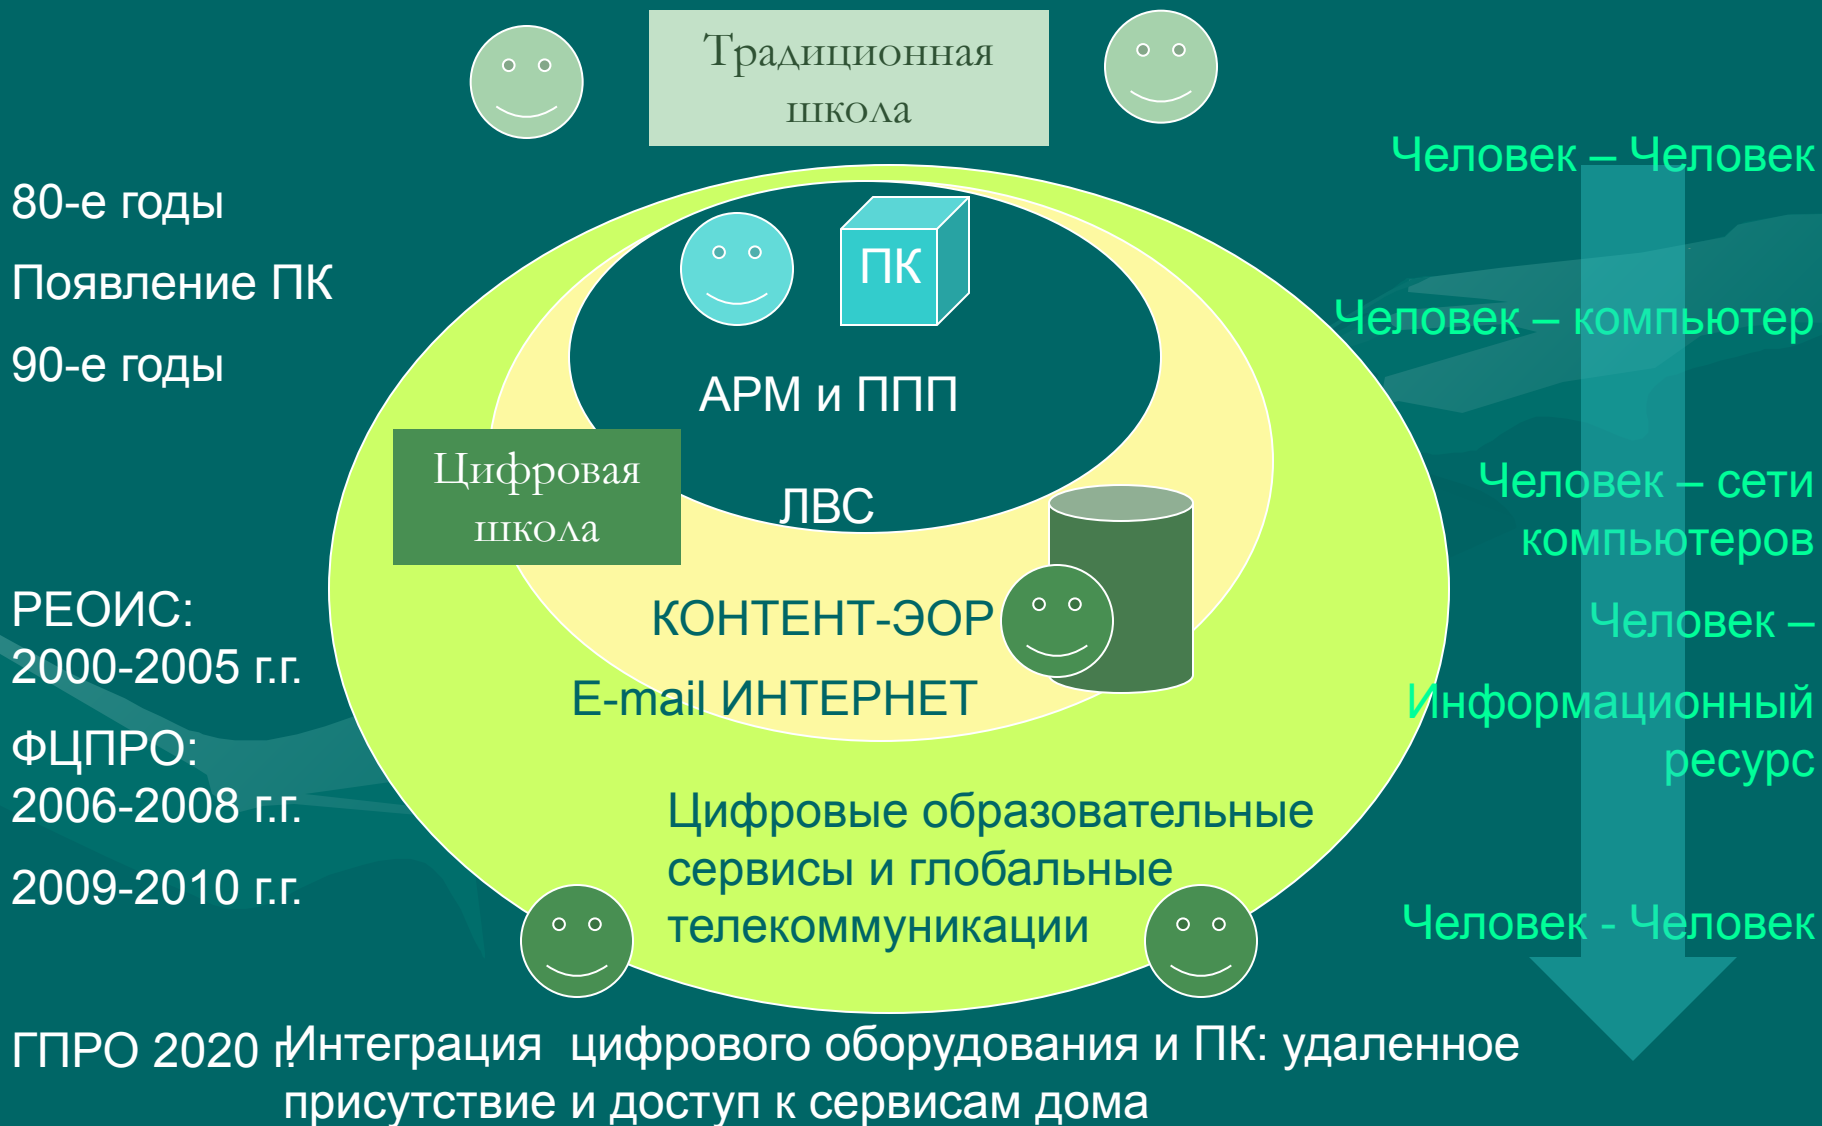 Традиционная
школа
80-е годы
Появление ПК
90-е годы
РЕОИС:
2000-2005 г.г.
ФЦПРО:
2006-2008 г.г.
2009-2010 г.г.
ГПРО 2020 г.
ПК
АРМ и ППП
ЛВС
Цифровая
школа
КОНТЕНТ-ЭОР
E-mail ИНТЕРНЕТ
Цифровые образовательные
сервисы и глобальные
телекоммуникации
Интеграция цифрового оборудования и ПК: удаленное
присутствие и доступ к сервисам дома
Человек – Человек
Человек – компьютер
Человек – сети
компьютеров
Человек –
Информационный
ресурс
Человек - Человек